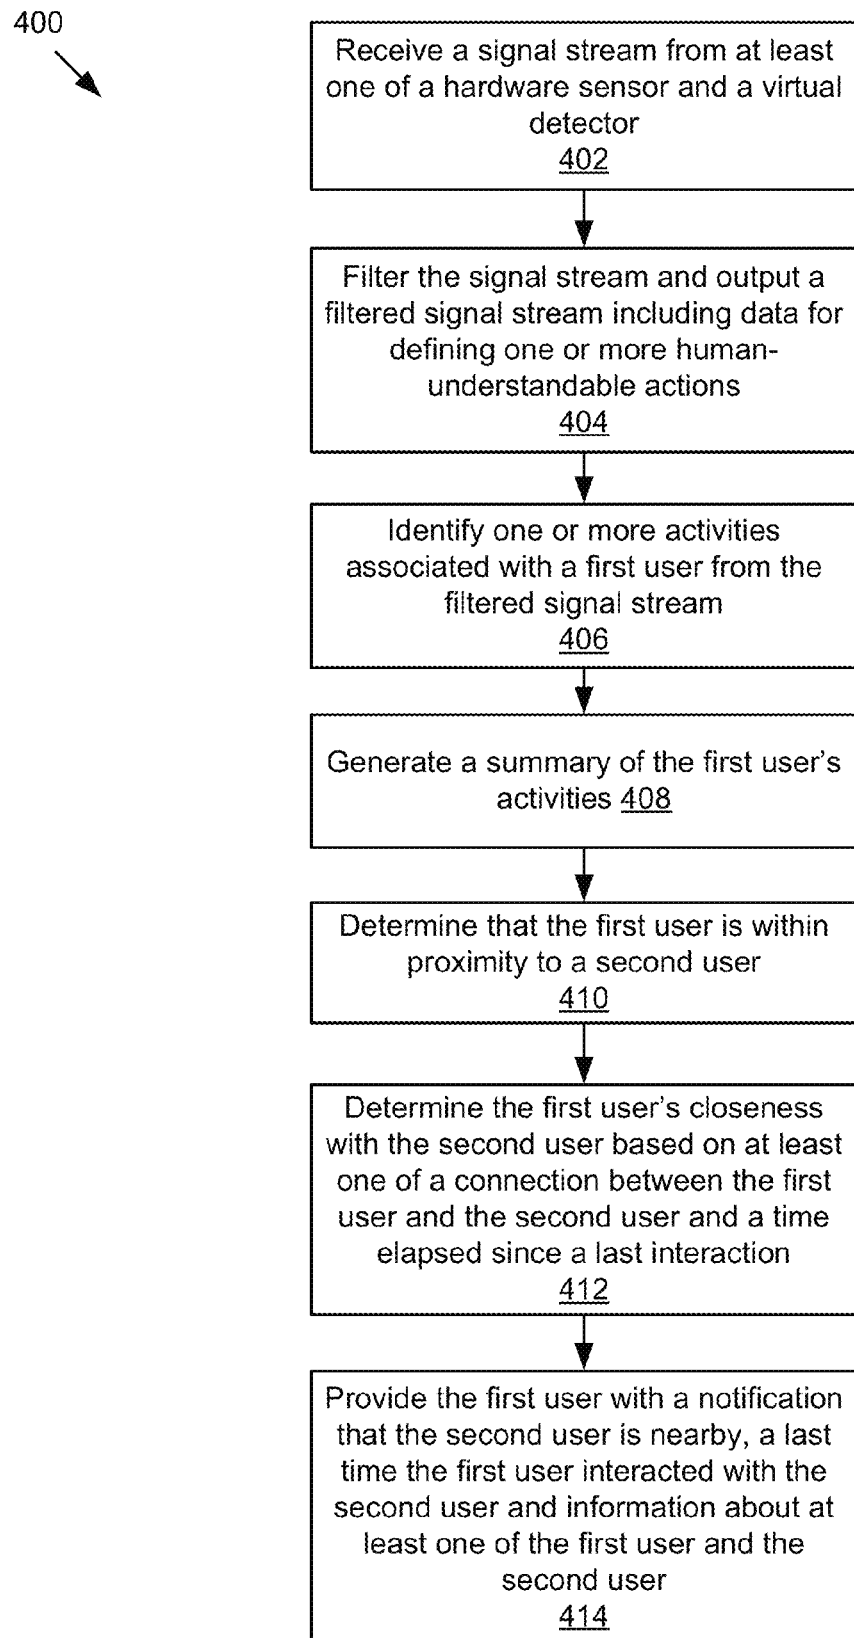 400
Receive a signal stream from at least
one of a hardware sensor and a virtual
detector
402
Filter the signal stream and output a
filtered signal stream including data for
defining one or more human-
understandable actions
404
Identify one or more activities
associated with a first user from the
filtered signal stream
406
Generate a summary of the first user's
activities 408
Determine that the first user is within
proximity to a second user
410
Determine the first user's closeness
with the second user based on at least
one of a connection between the first
user and the second user and a time
elapsed since a last interaction
412
Provide the first user with a notification
that the second user is nearby, a last
time the first user interacted with the
second user and information about at
least one of the first user and the
second user
414